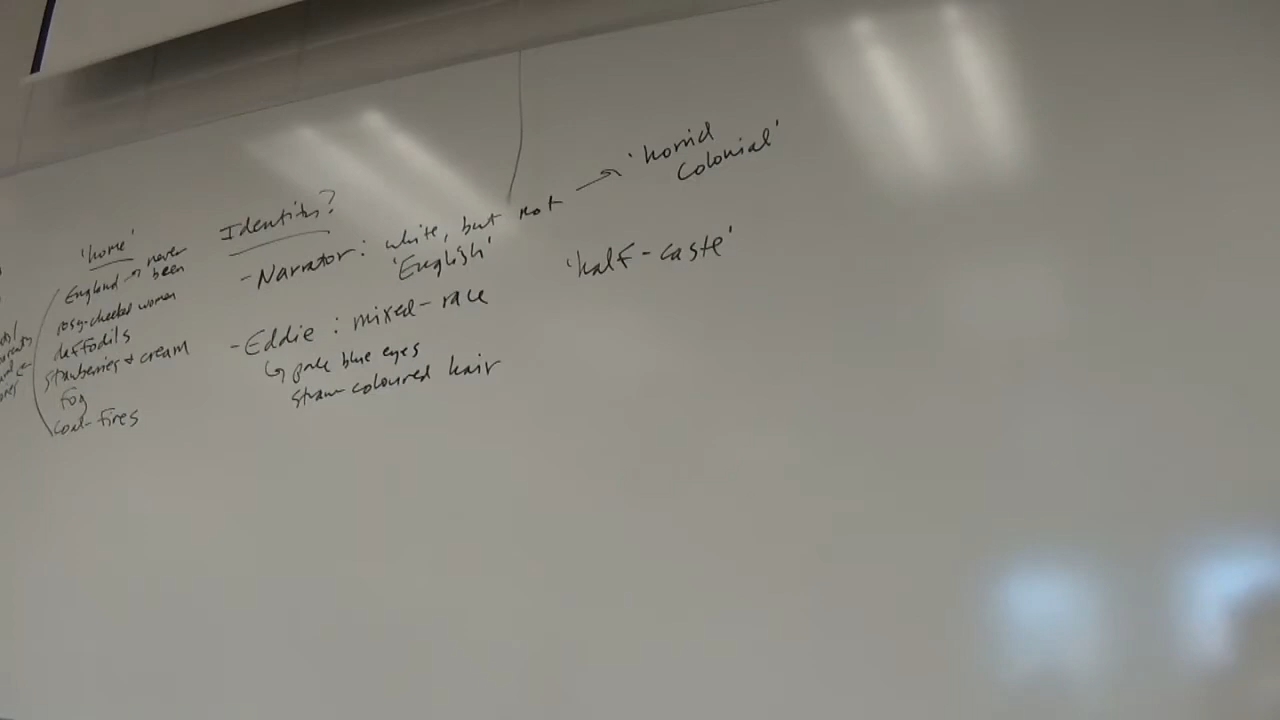 'home'
England → never
been
rosy-cheeked women
daffodils
strawberries + cream
fog
coal-fires
Identity?
- Narrator: white, but not → 'horrid
'English'
colonial'
'half-caste'
- Eddie: mixed-race
↳ pale blue eyes
straw-coloured hair